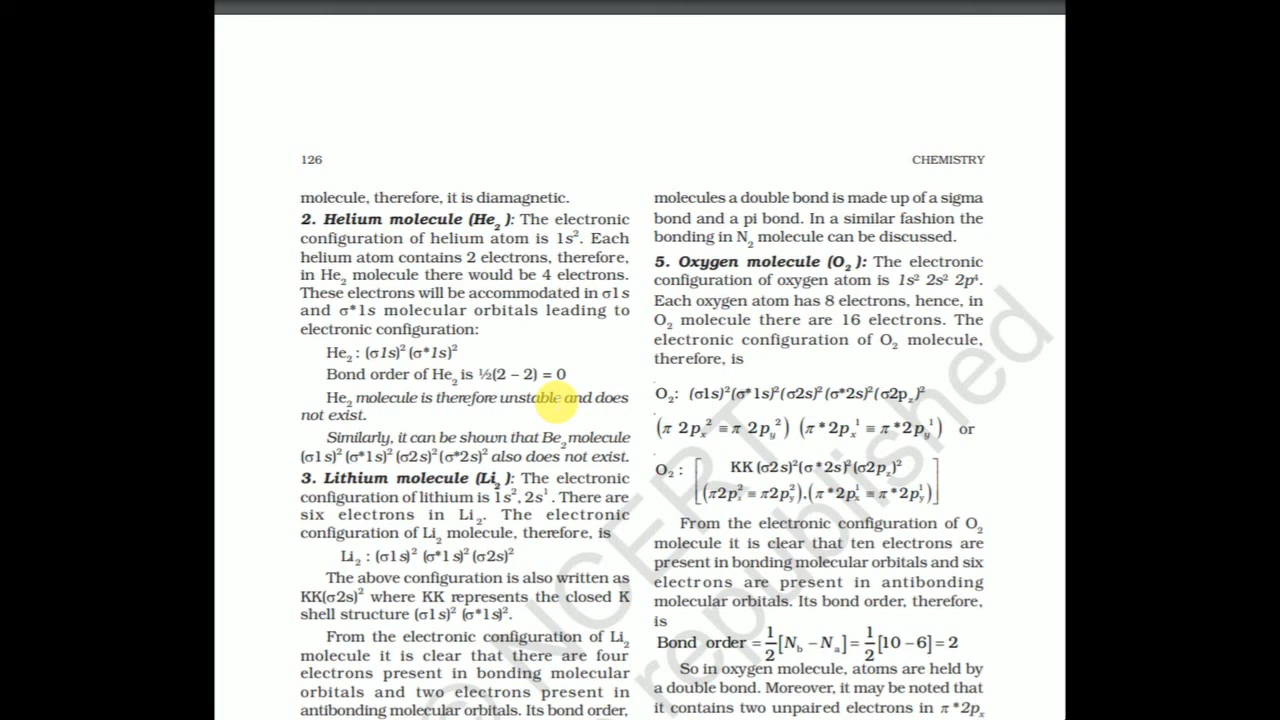 126
CHEMISTRY
molecule, therefore, it is diamagnetic.
2. Helium molecule (He₂ ): The electronic
configuration of helium atom is 1s². Each
helium atom contains 2 electrons, therefore,
in He₂ molecule there would be 4 electrons.
These electrons will be accommodated in σ1s
and σ*1s molecular orbitals leading to
electronic configuration:
He₂ : (σ1s)² (σ*1s)²
Bond order of He₂ is ½(2 – 2) = 0
He₂ molecule is therefore unstable and does
not exist.
Similarly, it can be shown that Be₂ molecule
(σ1s)² (σ*1s)² (σ2s)² (σ*2s)² also does not exist.
3. Lithium molecule (Li₂ ): The electronic
configuration of lithium is 1s², 2s¹ . There are
six electrons in Li₂. The electronic
configuration of Li₂ molecule, therefore, is
Li₂ : (σ1s)² (σ*1s)² (σ2s)²
The above configuration is also written as
KK(σ2s)² where KK represents the closed K
shell structure (σ1s)² (σ*1s)².
From the electronic configuration of Li₂
molecule it is clear that there are four
electrons present in bonding molecular
orbitals and two electrons present in
antibonding molecular orbitals. Its bond order,
molecules a double bond is made up of a sigma
bond and a pi bond. In a similar fashion the
bonding in N₂ molecule can be discussed.
5. Oxygen molecule (O₂ ): The electronic
configuration of oxygen atom is 1s² 2s² 2p⁴.
Each oxygen atom has 8 electrons, hence, in
O₂ molecule there are 16 electrons. The
electronic configuration of O₂ molecule,
therefore, is
O₂: (σ1s)²(σ*1s)²(σ2s)²(σ*2s)²(σ2p_z)²
(π 2pₓ² ≡ π 2p_y²) (π *2pₓ¹ ≡ π *2p_y¹) or
O₂ : [KK (σ2s)²(σ*2s)²(σ2p_z)²
(π2pₓ² ≡ π2p_y²),(π*2pₓ¹ ≡ π*2p_y¹)]
From the electronic configuration of O₂
molecule it is clear that ten electrons are
present in bonding molecular orbitals and six
electrons are present in antibonding
molecular orbitals. Its bond order, therefore,
is
Bond order = 1/2 [N_b – N_a] = 1/2 [10 – 6] = 2
So in oxygen molecule, atoms are held by
a double bond. Moreover, it may be noted that
it contains two unpaired electrons in π *2pₓ
© NCERT
republished